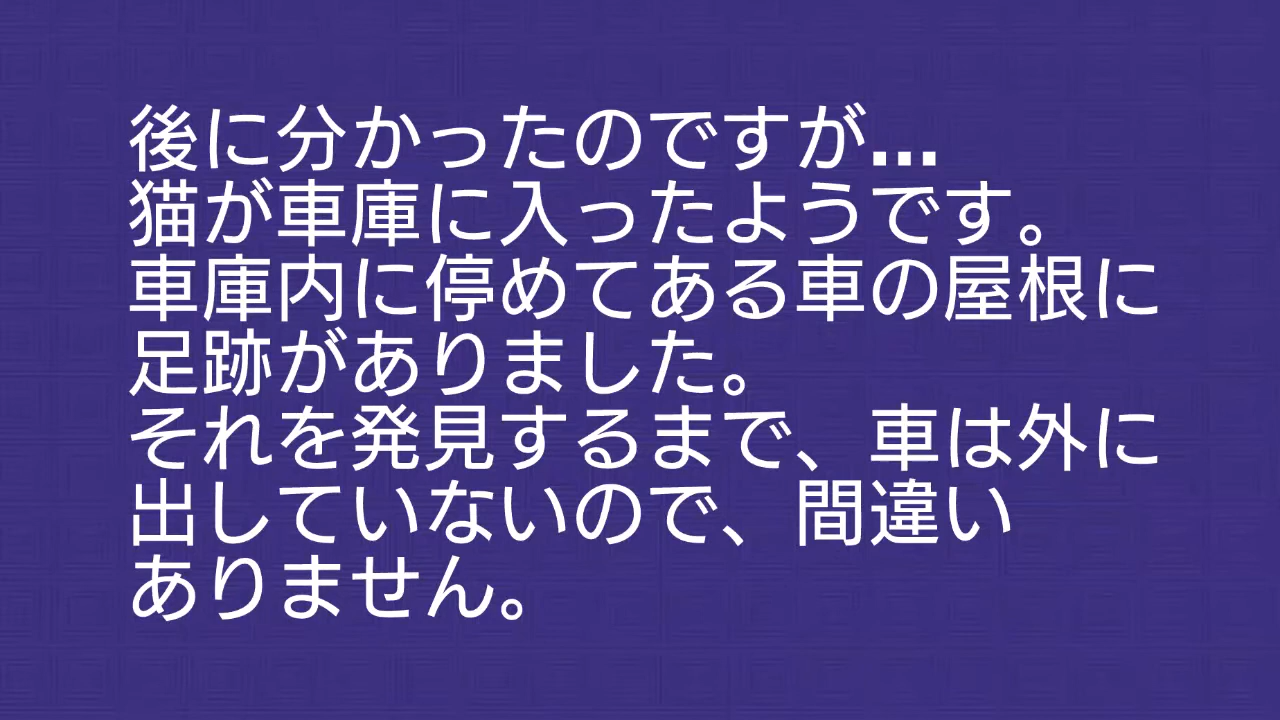 後に分かったのですが…
猫が車庫に入ったようです。
車庫内に停めてある車の屋根に
足跡がありました。
それを発見するまで、車は外に
出していないので、間違い
ありません。